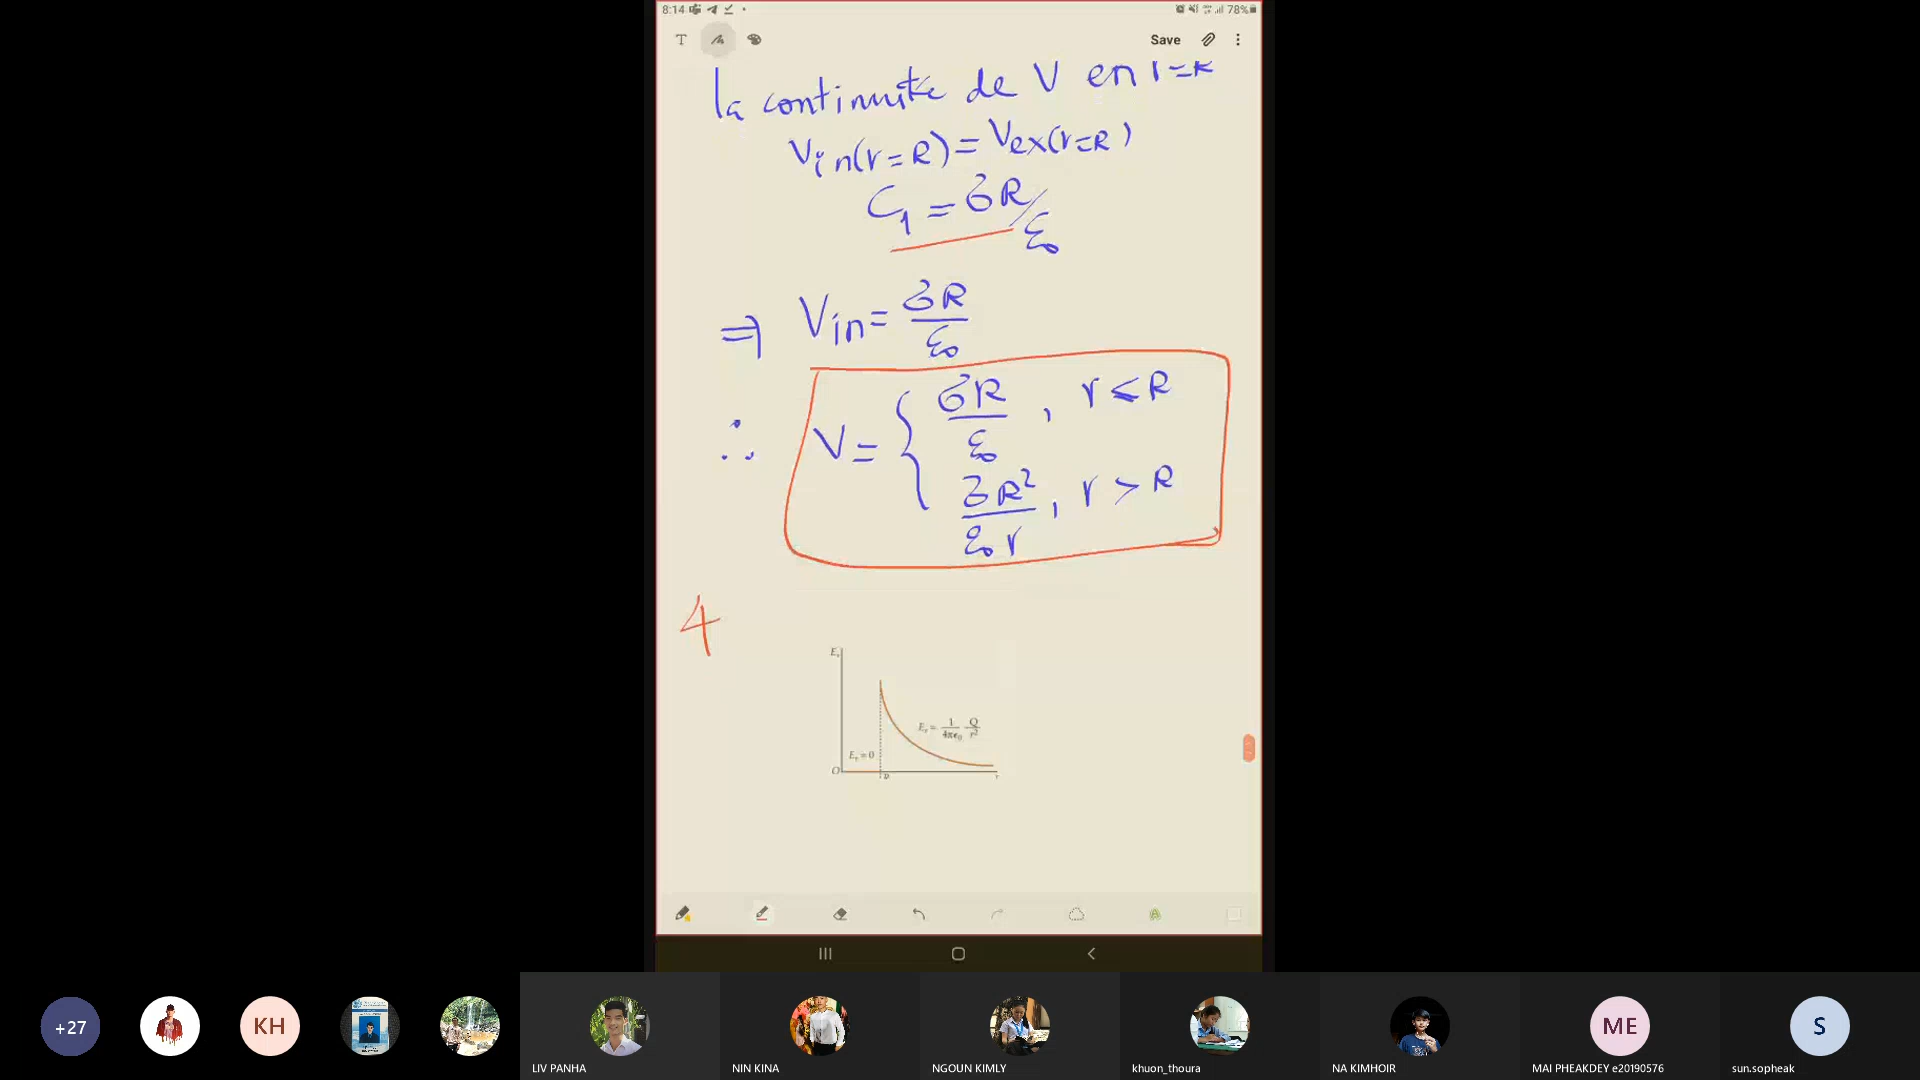 8:14
78%
T
Save
la continuité de V en r=R
Vin(r=R)=Vex(r=R)
C₁ = σR/ε₀
⇒ Vin = σR/ε₀
∴ V = { σR/ε₀ , r ≤ R
σR²/ε₀r , r > R
4
Eᵣ
Eᵣ = 1/4πε₀ Q/r²
Eᵣ = 0
O R r
+27
KH
ME
S
LIV PANHA
NIN KINA
NGOUN KIMLY
khuon_thoura
NA KIMHOIR
MAI PHEAKDEY e20190576
sun.sopheak